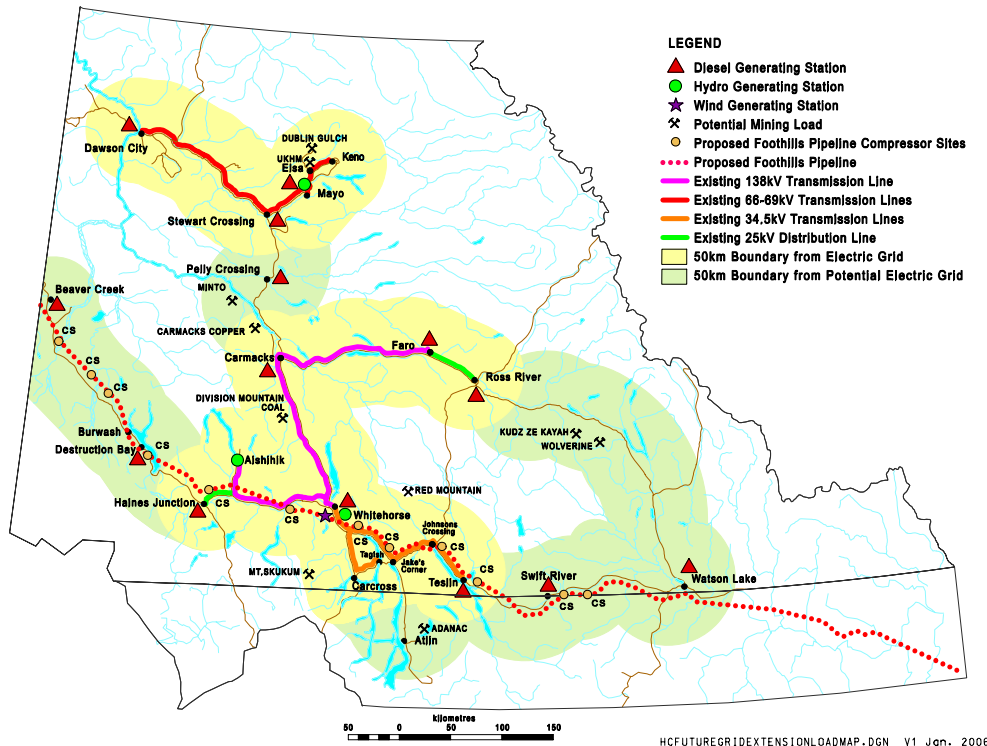 LEGEND
Diesel Generating Station
Hydro Generating Station
Wind Generating Station
Potential Mining Load
Proposed Foothills Pipeline Compressor Sites
Proposed Foothills Pipeline
Existing 138kV Transmission Line
Existing 66-69kV Transmission Lines
Existing 34,5kV Transmission Lines
Existing 25kV Distribution Line
50km Boundary from Electric Grid
50km Boundary from Potential Electric Grid
Dawson City
DUBLIN GULCH
UKHM
Elsa
Keno
Mayo
Stewart Crossing
Pelly Crossing
MINTO
Beaver Creek
CS
CARMACKS COPPER
CS
CS
Carmacks
Faro
Ross River
DIVISION MOUNTAIN
COAL
Burwash
CS
Destruction Bay
KUDZ ZE KAYAH
WOLVERINE
Aishihik
Haines Junction
CS
CS
RED MOUNTAIN
Whitehorse
CS
CS
Johnsons
Crossing
CS
Tagish
Jake's
Corner
MT,SKUKUM
Carcross
Teslin
CS
Swift River
CS
CS
Watson Lake
ADANAC
Atlin
kilometres
50 0 50 100 150
HCFUTUREGRIDEXTENSIONLOADMAP.DGN V1 Jan. 2006